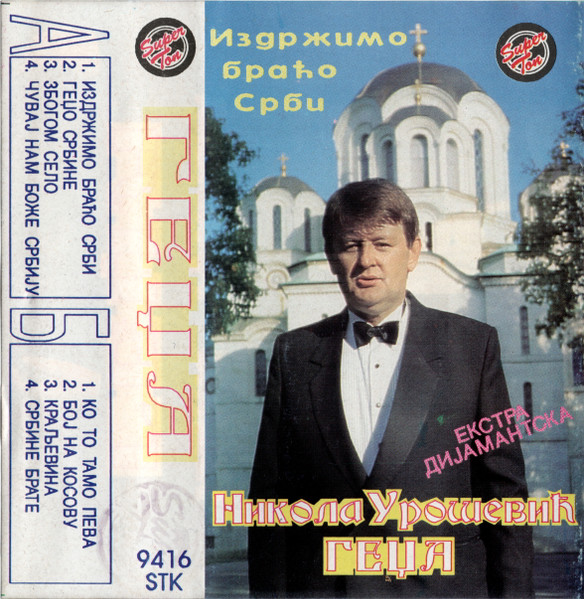 А
1. ИЗДРЖИМО БРАЋО СРБИ
2. ГЕЦО СРБИНЕ
3. ЗБОГОМ СЕЛО
4. ЧУВАЈ НАМ БОЖЕ СРБИЈУ
Б
1. КО ТО ТАМО ПЕВА
2. БОЈ НА КОСОВУ
3. КРАЉЕВИНА
4. СРБИНЕ БРАТЕ
ГЕЏА
9416
STK
Super
Ton
Издржимо
браћо
Срби
Super
Ton
ЕКСТРА
ДИЈАМАНТСКА
Никола Урошевић
ГЕЏА